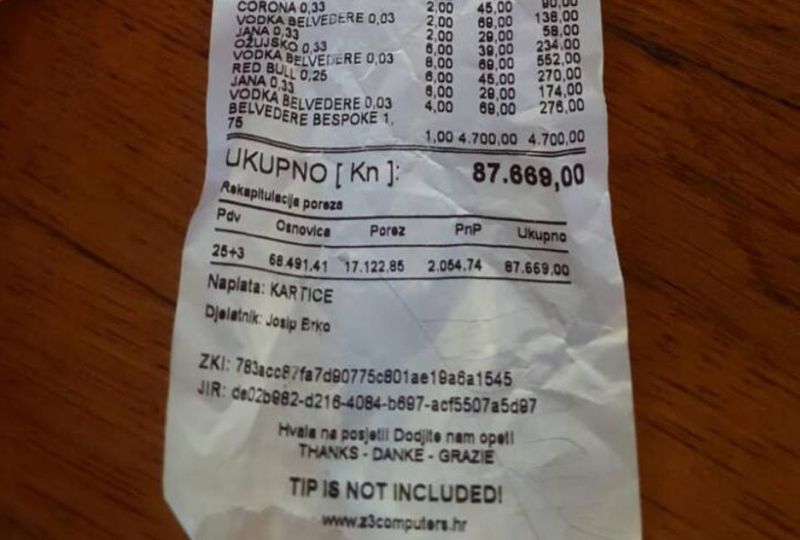 CORONA 0,33 2,00 45,00 90,00
VODKA BELVEDERE 0,03 2,00 69,00 138,00
JANA 0,33 2,00 29,00 58,00
OŽUJSKO 0,33 6,00 39,00 234,00
VODKA BELVEDERE 0,03 8,00 69,00 552,00
RED BULL 0,25 6,00 45,00 270,00
JANA 0,33 6,00 29,00 174,00
VODKA BELVEDERE 0,03 4,00 69,00 276,00
BELVEDERE BESPOKE 1,
75 1,00 4.700,00 4.700,00
UKUPNO [ Kn ]: 87.669,00
Rekapitulacija poreza
Pdv Osnovica Porez PnP Ukupno
25+3 68.491,41 17.122,85 2.054,74 87.669,00
Naplata: KARTICE
Djelatnik: Josip Brko
ZKI: 783acc87fa7d90775c801ae19a6a1545
JIR: de02b982-d216-4084-b697-acf5507a5d97
Hvala na posjeti! Dodjite nam opet!
THANKS - DANKE - GRAZIE
TIP IS NOT INCLUDED!
www.z3computers.hr